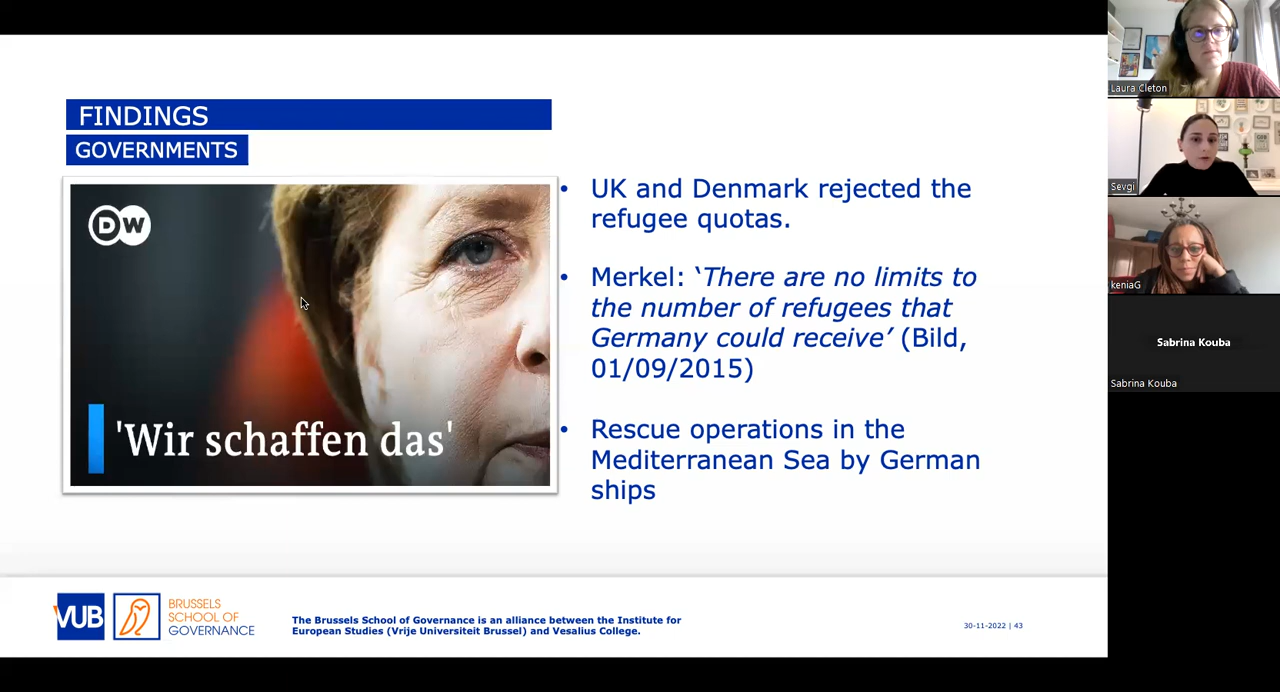 FINDINGS
GOVERNMENTS
DW
'Wir schaffen das'
• UK and Denmark rejected the
refugee quotas.
• Merkel: ‘There are no limits to
the number of refugees that
Germany could receive’ (Bild,
01/09/2015)
• Rescue operations in the
Mediterranean Sea by German
ships
VUB
BRUSSELS
SCHOOL OF
GOVERNANCE
The Brussels School of Governance is an alliance between the Institute for
European Studies (Vrije Universiteit Brussel) and Vesalius College.
30-11-2022 | 43
Laura Cleton
Sevgi
keniaG
Sabrina Kouba
Sabrina Kouba